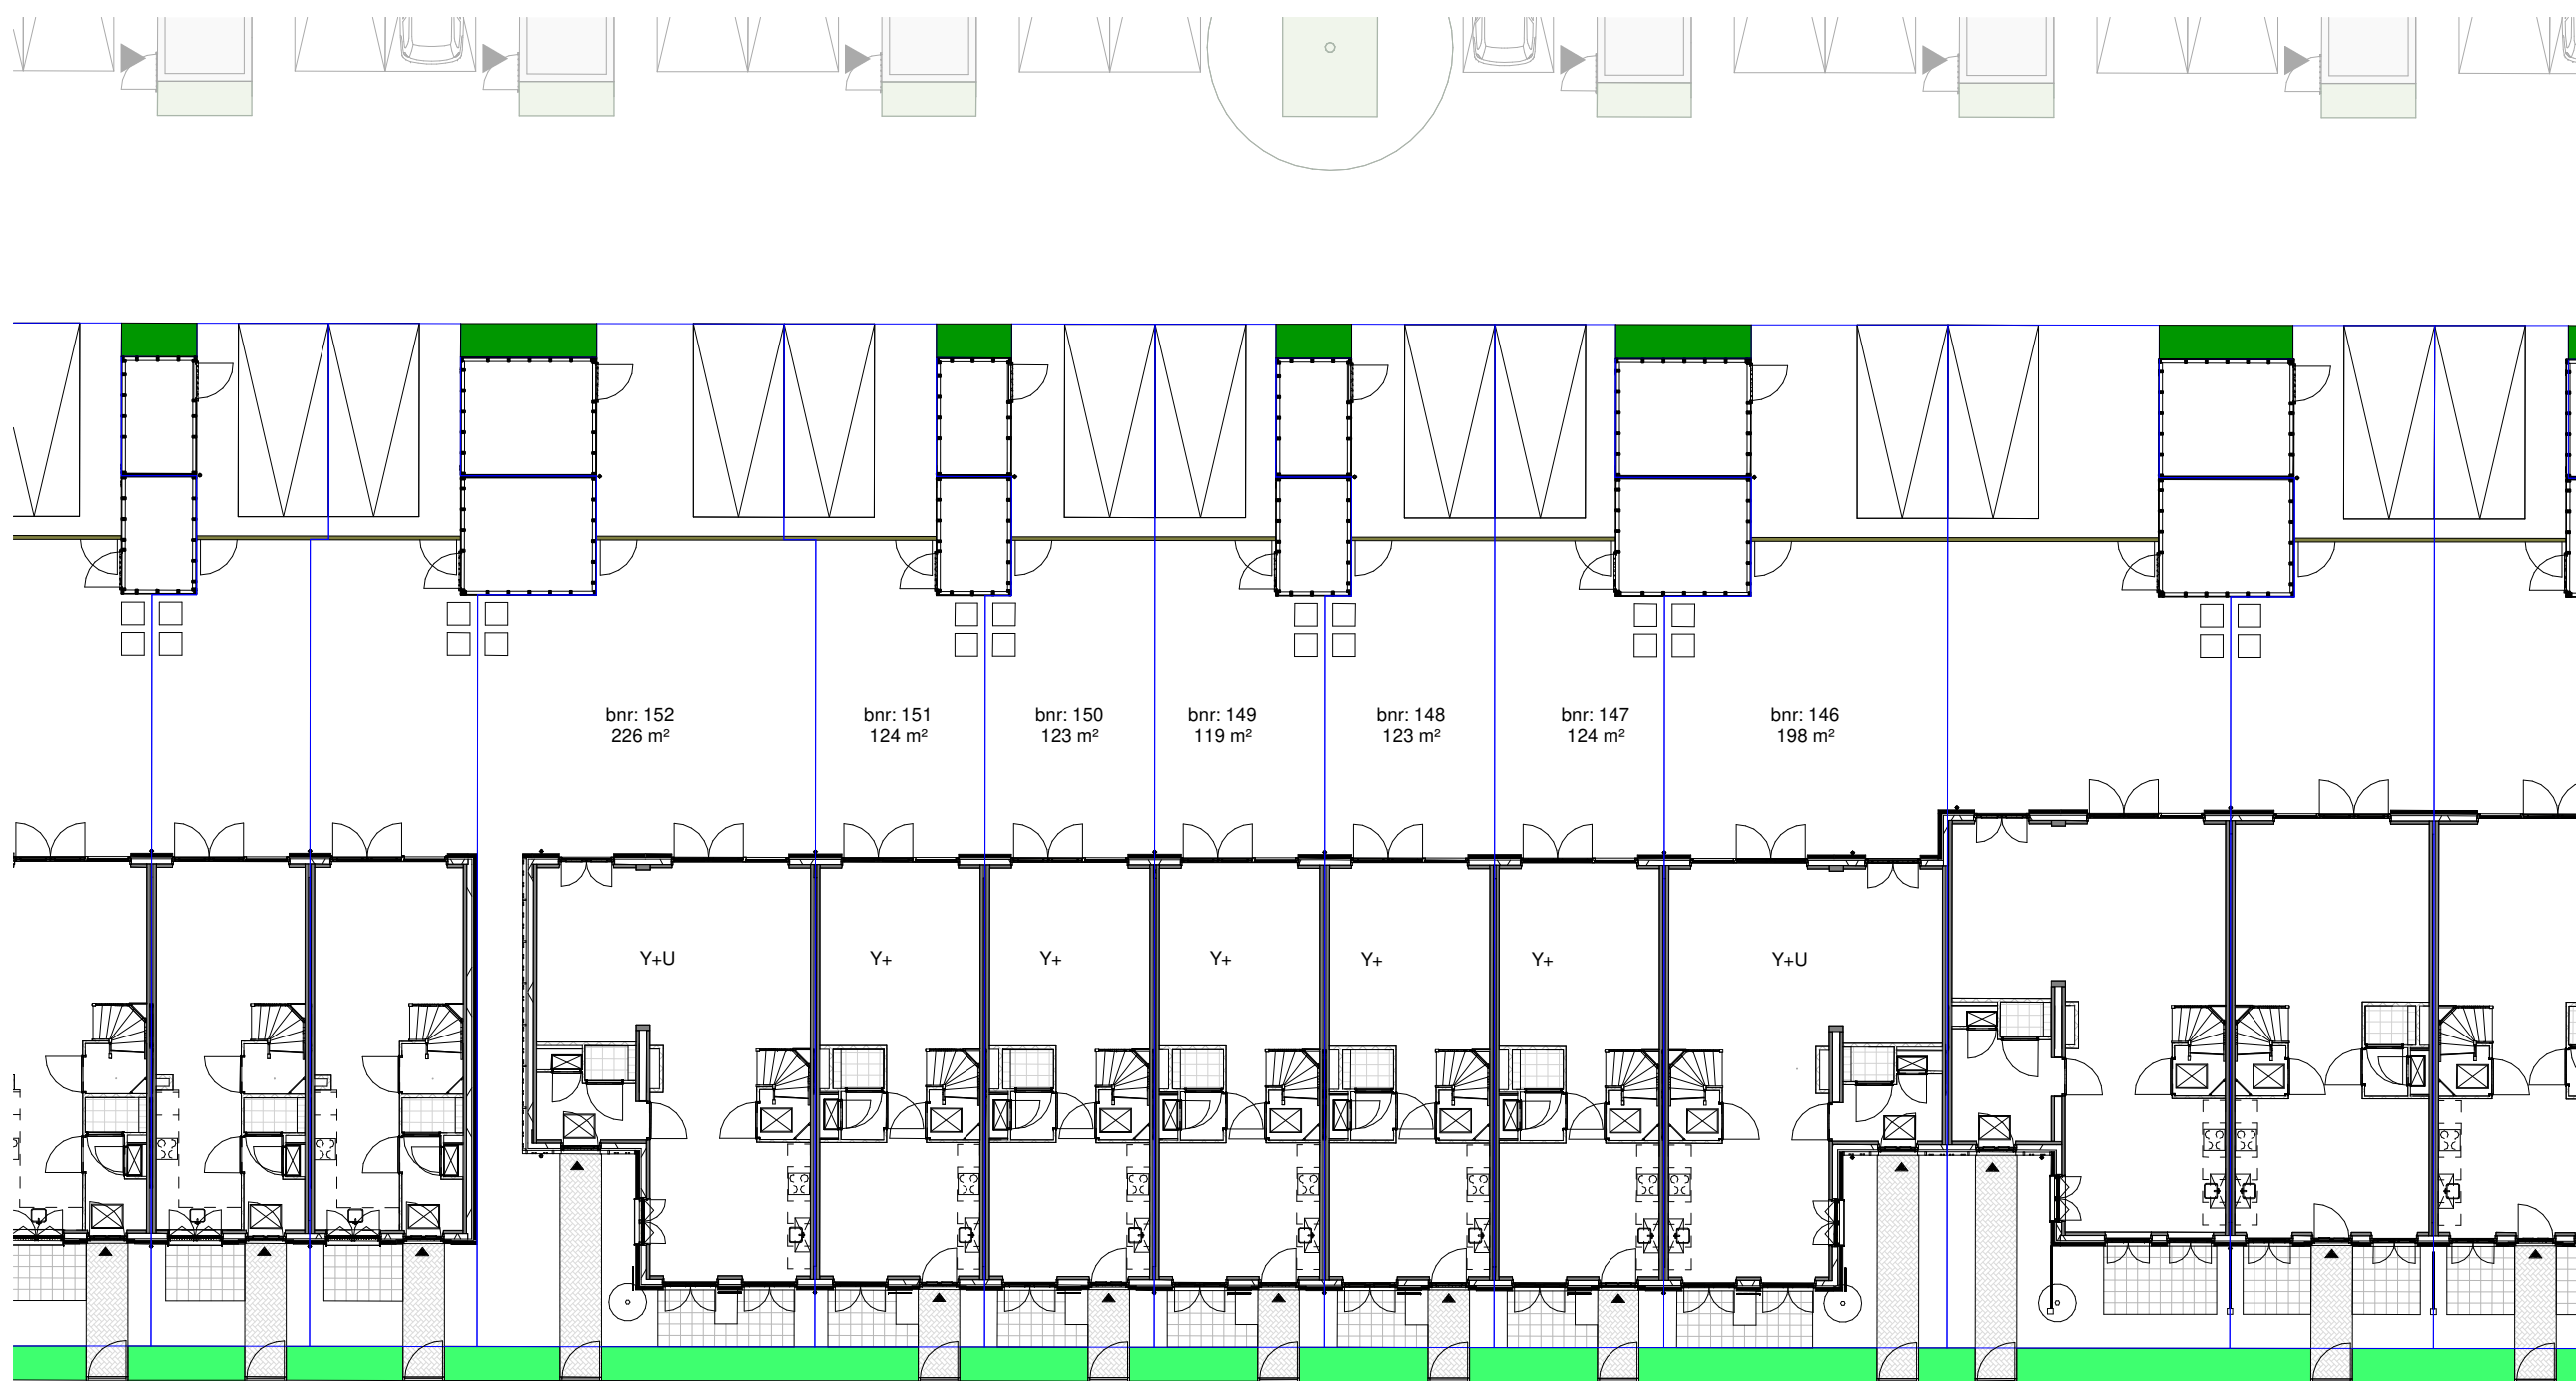 bnr: 152
226 m²
bnr: 151
124 m²
bnr: 150
123 m²
bnr: 149
119 m²
bnr: 148
123 m²
bnr: 147
124 m²
bnr: 146
198 m²
Y+U
Y+
Y+
Y+
Y+
Y+
Y+U